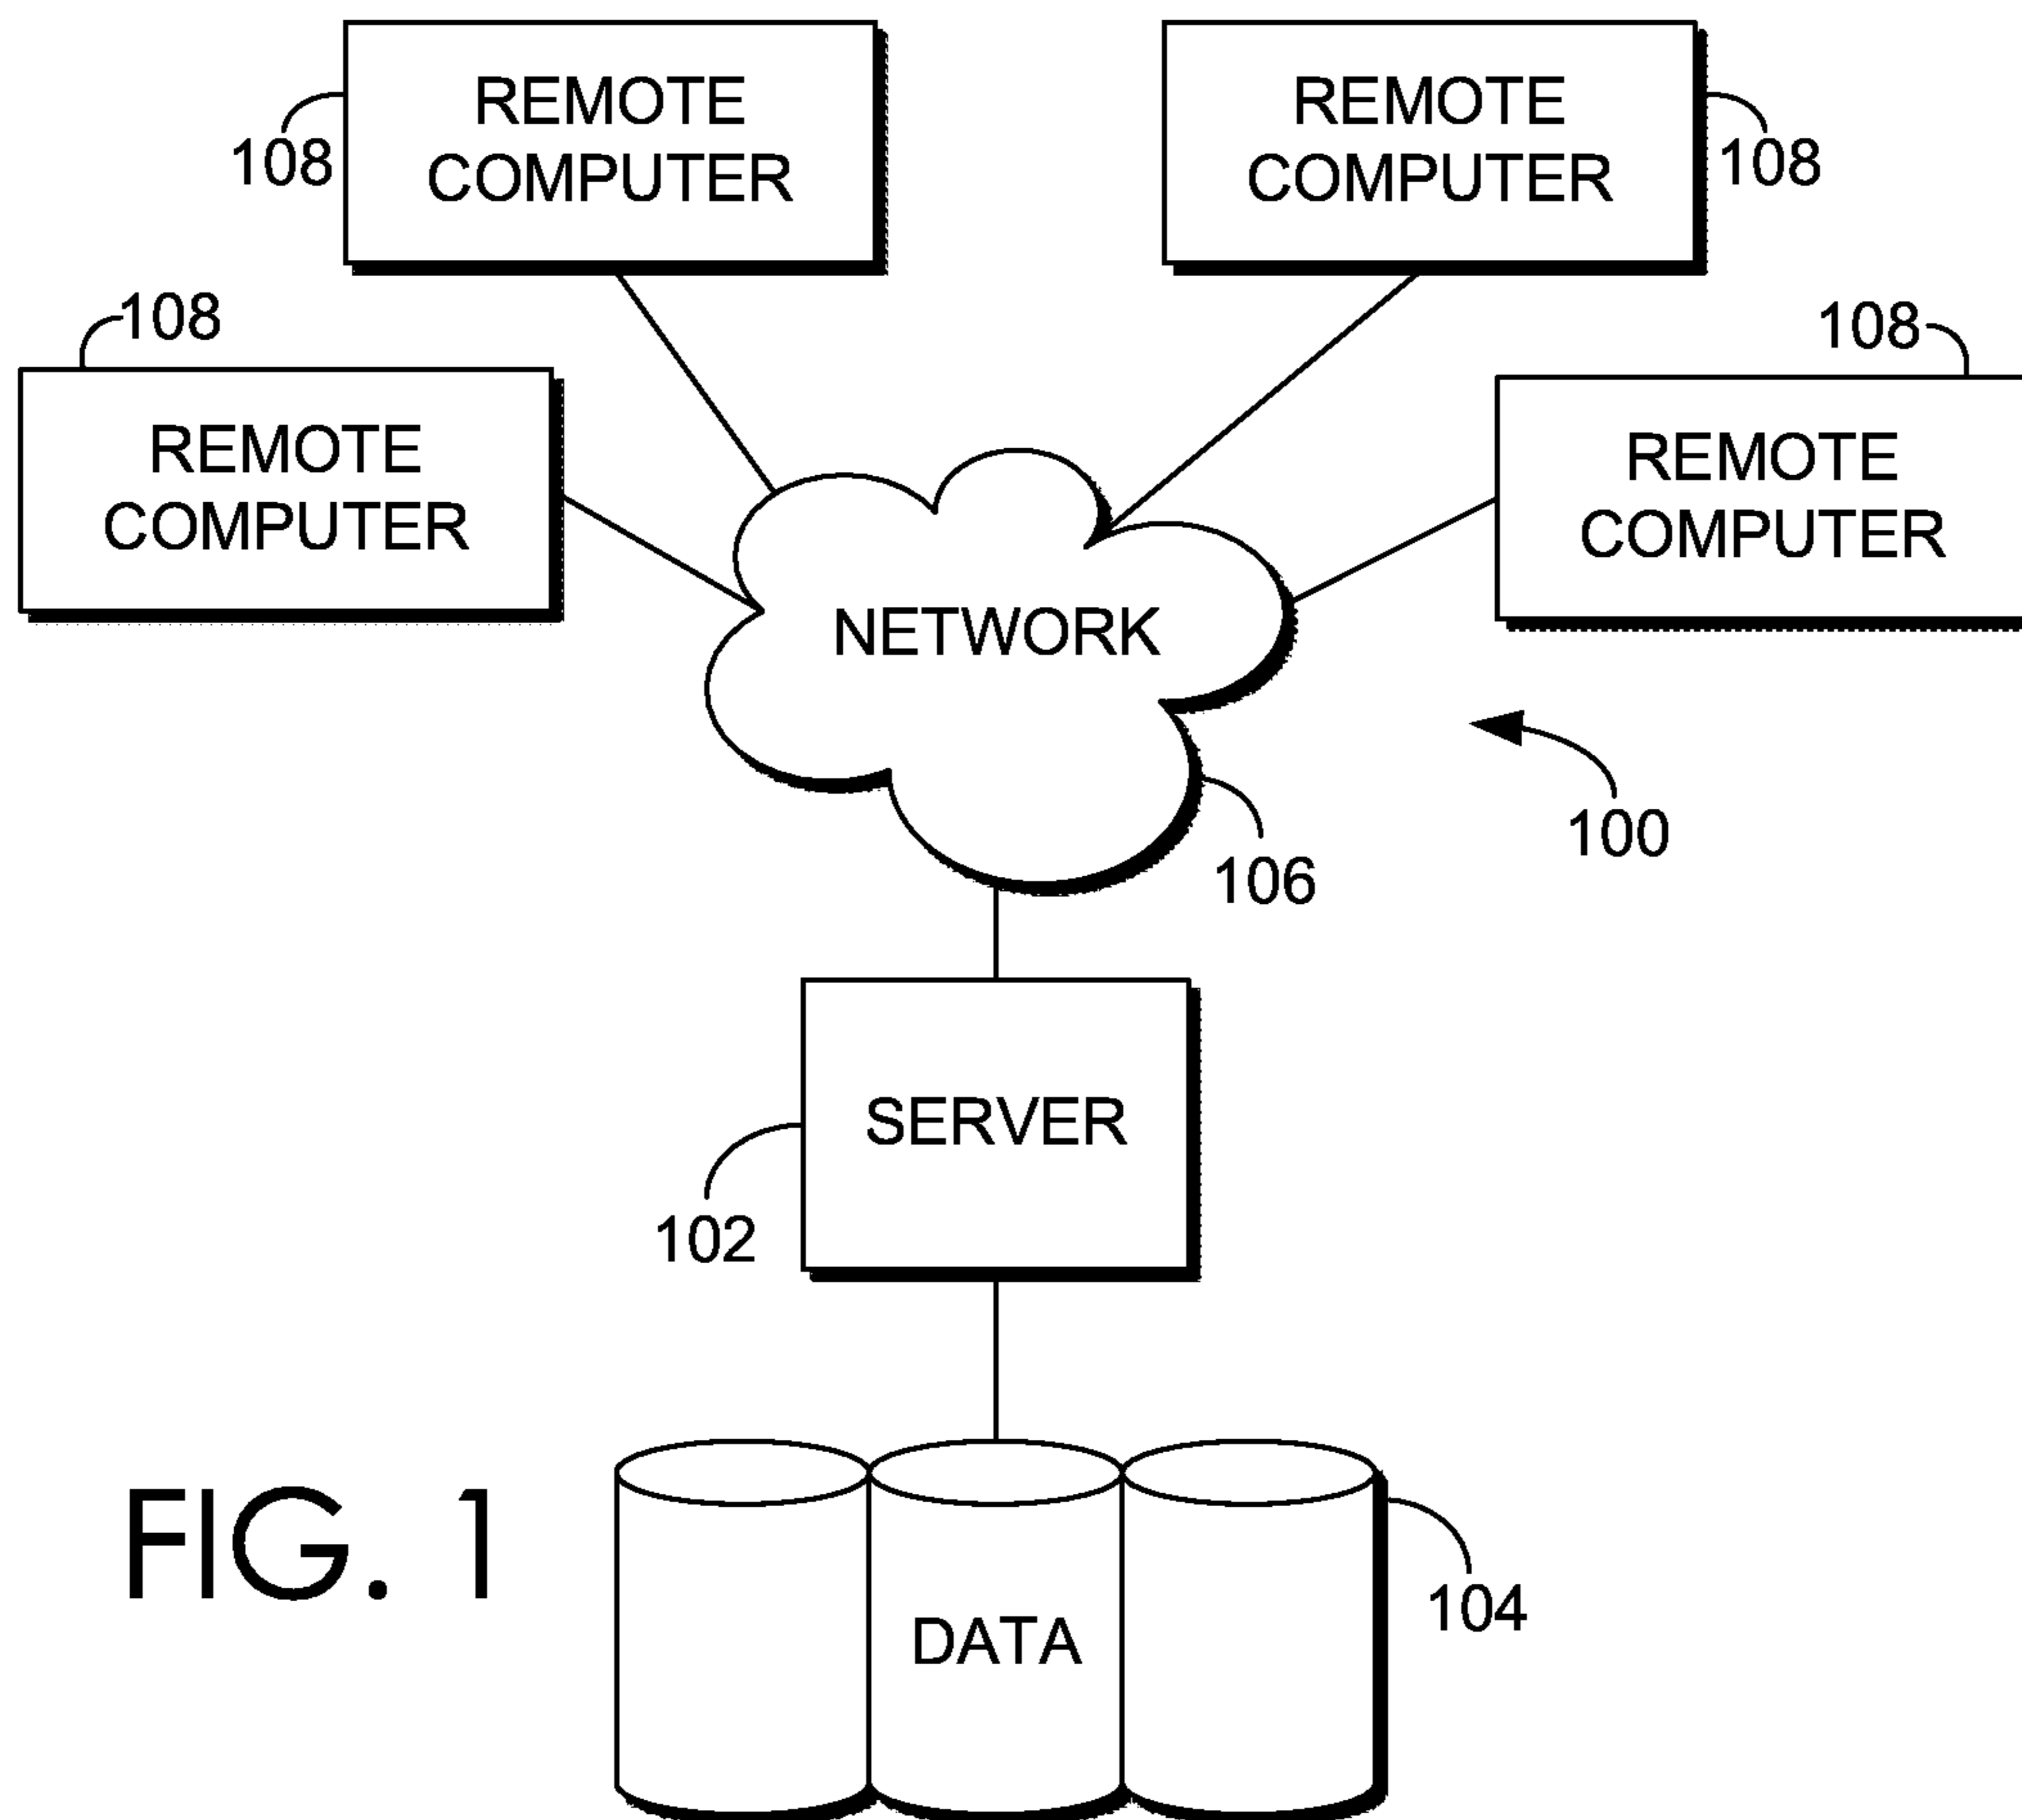 REMOTE
COMPUTER
108
REMOTE
COMPUTER
108
108
REMOTE
COMPUTER
108
REMOTE
COMPUTER
NETWORK
100
106
SERVER
102
FIG. 1
DATA
104